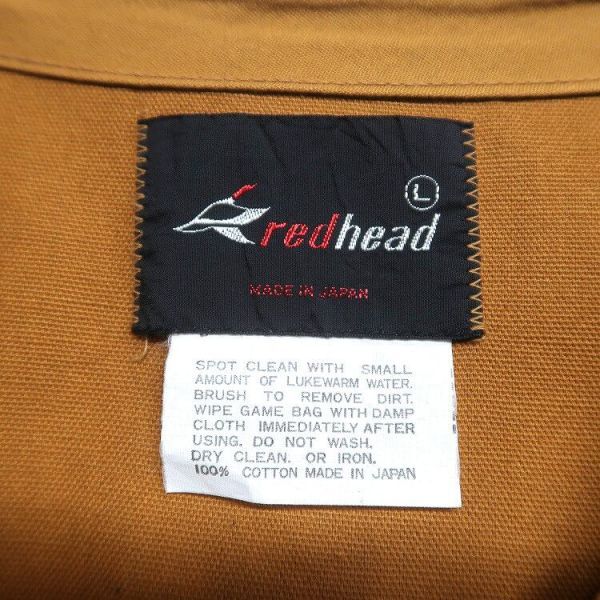 L
redhead
MADE IN JAPAN
SPOT CLEAN WITH SMALL
AMOUNT OF LUKEWARM WATER.
BRUSH TO REMOVE DIRT.
WIPE GAME BAG WITH DAMP
CLOTH IMMEDIATELY AFTER
USING. DO NOT WASH.
DRY CLEAN. OR IRON.
100% COTTON MADE IN JAPAN